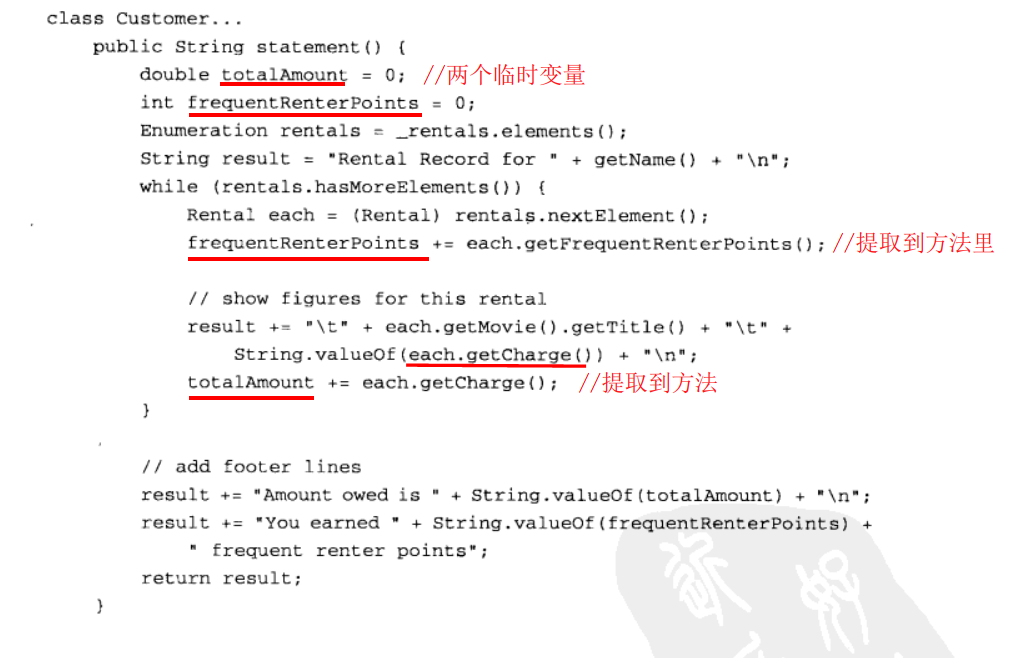 class Customer...
public String statement() {
double totalAmount = 0; //两个临时变量
int frequentRenterPoints = 0;
Enumeration rentals = _rentals.elements();
String result = "Rental Record for " + getName() + "\n";
while (rentals.hasMoreElements()) {
Rental each = (Rental) rentals.nextElement();
frequentRenterPoints += each.getFrequentRenterPoints(); //提取到方法里
// show figures for this rental
result += "\t" + each.getMovie().getTitle() + "\t" +
String.valueOf(each.getCharge()) + "\n";
totalAmount += each.getCharge(); //提取到方法
}
// add footer lines
result += "Amount owed is " + String.valueOf(totalAmount) + "\n";
result += "You earned " + String.valueOf(frequentRenterPoints) +
" frequent renter points";
return result;
}